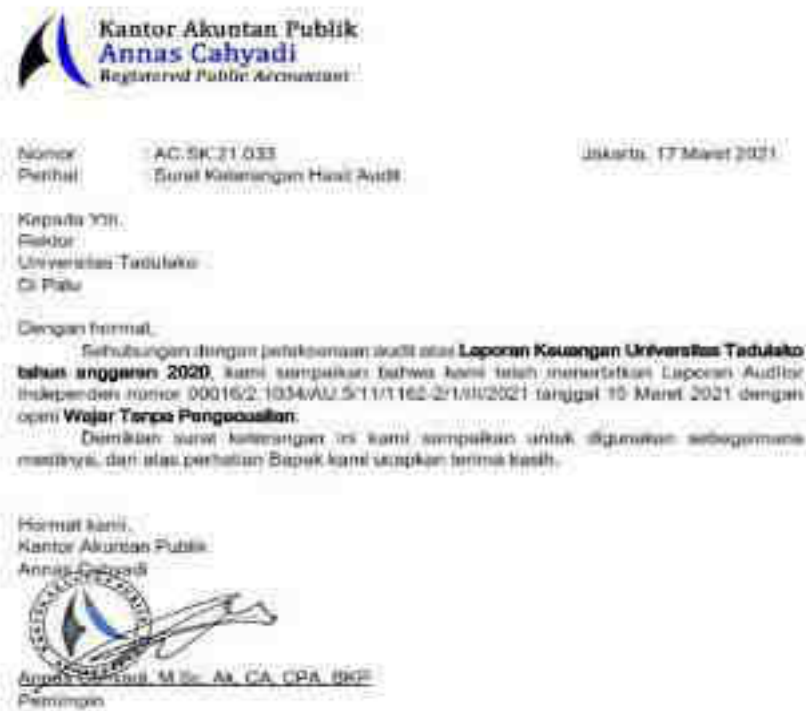 Kantor Akuntan Publik
Annas Cahyadi
Registered Public Accountant
Nomor : AC.SK.21.033 Jakarta, 17 Maret 2021
Perihal : Surat Keterangan Hasil Audit
Kepada Yth.
Rektor
Universitas Tadulako
Di Palu
Dengan hormat,
Sehubungan dengan pelaksanaan audit atas Laporan Keuangan Universitas Tadulako
tahun anggaran 2020, kami sampaikan bahwa kami telah menerbitkan Laporan Auditor
Independen nomor 00016/2.1034/AU.5/11/1162-2/1/III/2021 tanggal 15 Maret 2021 dengan
opini Wajar Tanpa Pengecualian.
Demikian surat keterangan ini kami sampaikan untuk digunakan sebagaimana
mestinya, dan atas perhatian Bapak kami ucapkan terima kasih.
Hormat kami,
Kantor Akuntan Publik
Annas Cahyadi
Annas Cahyadi, M.Sc, Ak, CA, CPA, BKP
Pemimpin